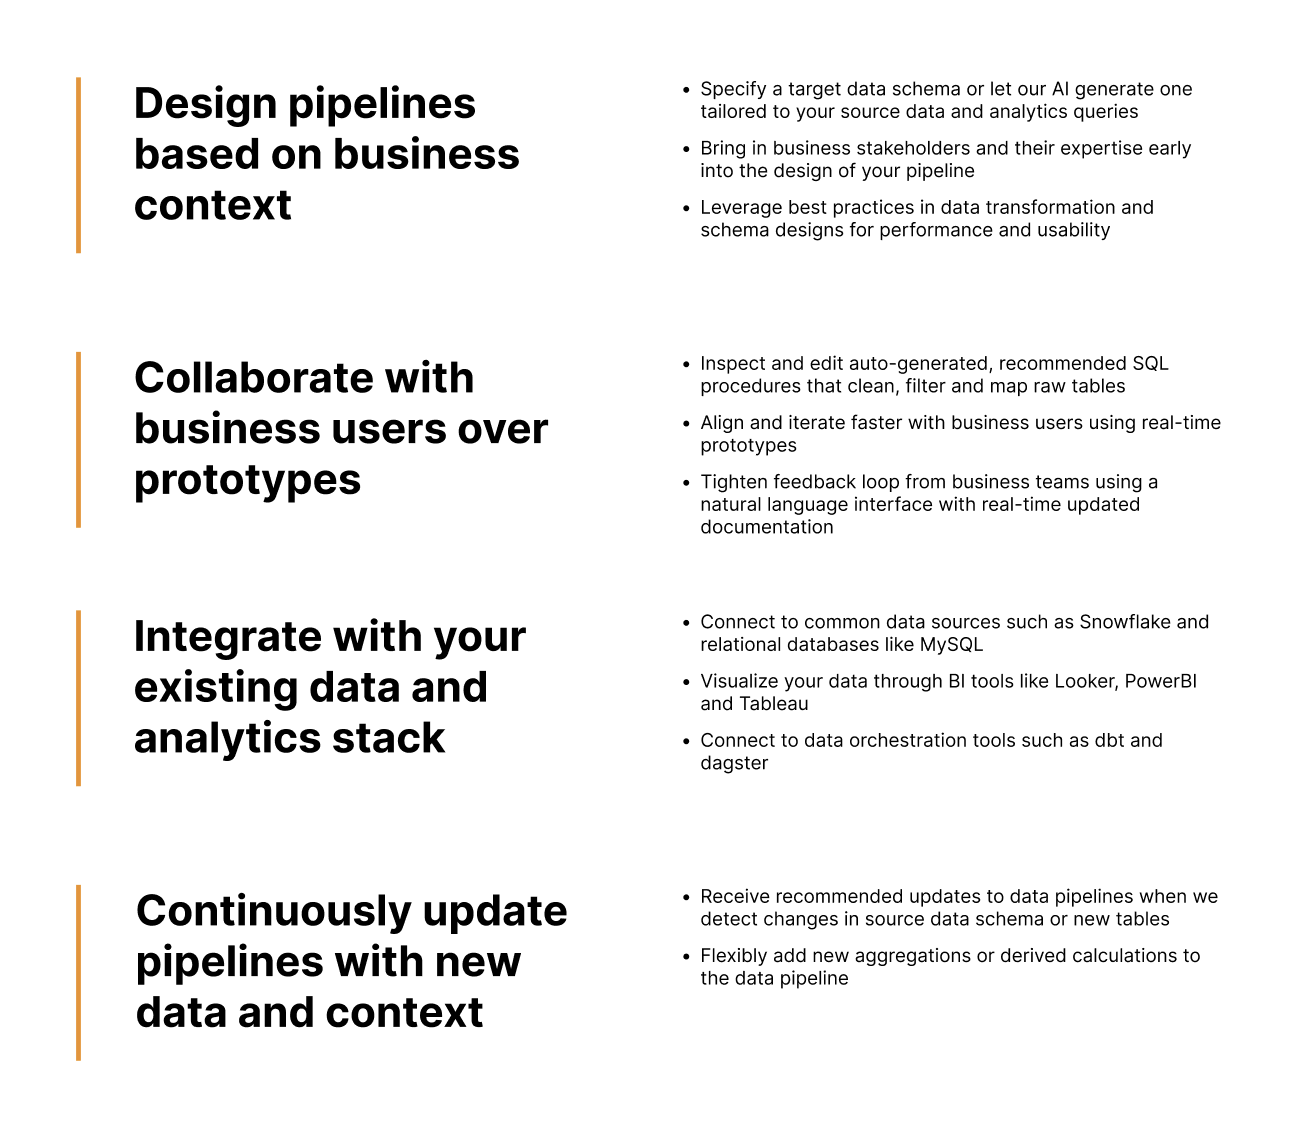 Design pipelines
based on business
context
• Specify a target data schema or let our AI generate one
tailored to your source data and analytics queries
• Bring in business stakeholders and their expertise early
into the design of your pipeline
• Leverage best practices in data transformation and
schema designs for performance and usability
Collaborate with
business users over
prototypes
• Inspect and edit auto-generated, recommended SQL
procedures that clean, filter and map raw tables
• Align and iterate faster with business users using real-time
prototypes
• Tighten feedback loop from business teams using a
natural language interface with real-time updated
documentation
Integrate with your
existing data and
analytics stack
• Connect to common data sources such as Snowflake and
relational databases like MySQL
• Visualize your data through BI tools like Looker, PowerBI
and Tableau
• Connect to data orchestration tools such as dbt and
dagster
Continuously update
pipelines with new
data and context
• Receive recommended updates to data pipelines when we
detect changes in source data schema or new tables
• Flexibly add new aggregations or derived calculations to
the data pipeline